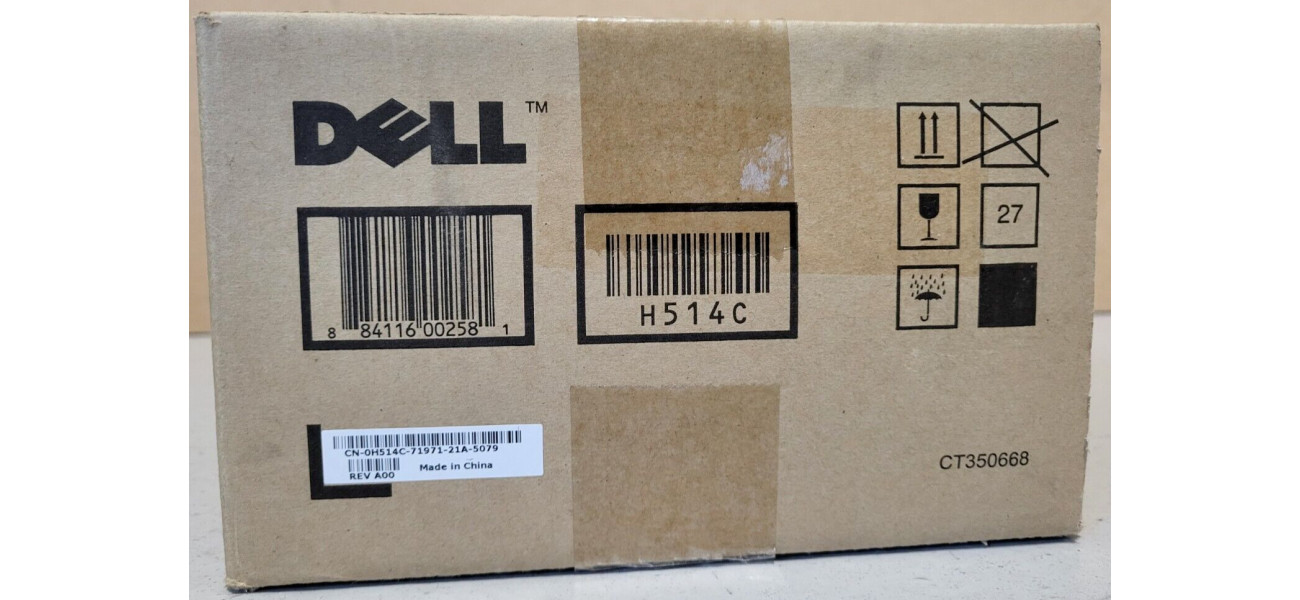 DELL™
8 84116 00258 1
H514C
27
CN-0H514C-71971-21A-5079
REV A00 Made in China
CT350668